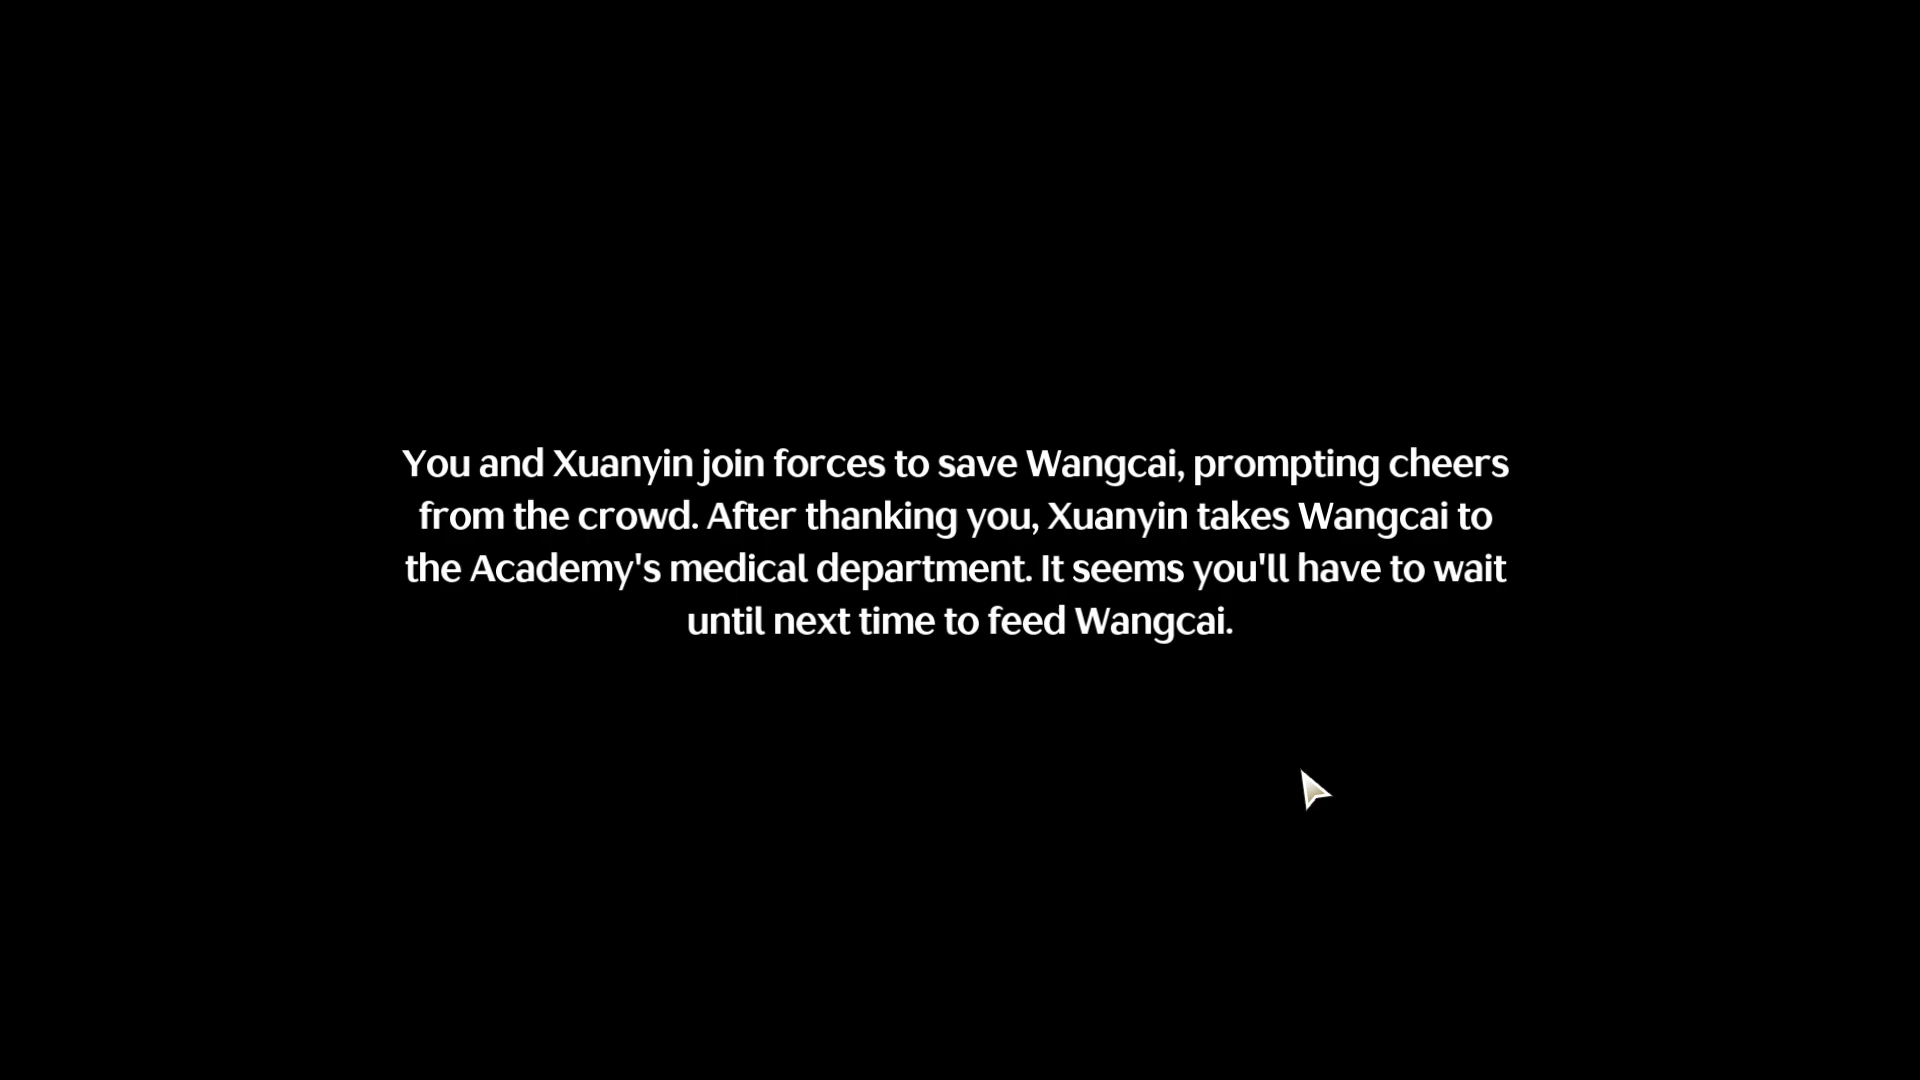 You and Xuanyin join forces to save Wangcai, prompting cheers
from the crowd. After thanking you, Xuanyin takes Wangcai to
the Academy's medical department. It seems you'll have to wait
until next time to feed Wangcai.